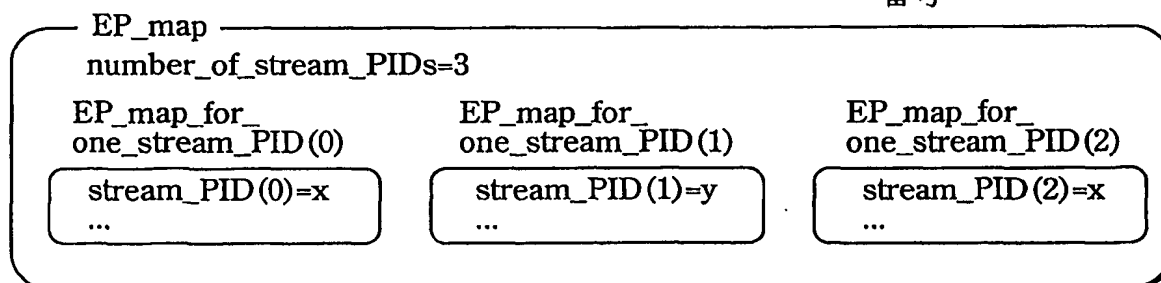 EP_map
number_of_stream_PIDs=3
EP_map_for_
one_stream_PID(0)
EP_map_for_
one_stream_PID(1)
EP_map_for_
one_stream_PID(2)
stream_PID(0)=x
...
stream_PID(1)=y
...
stream_PID(2)=x
...